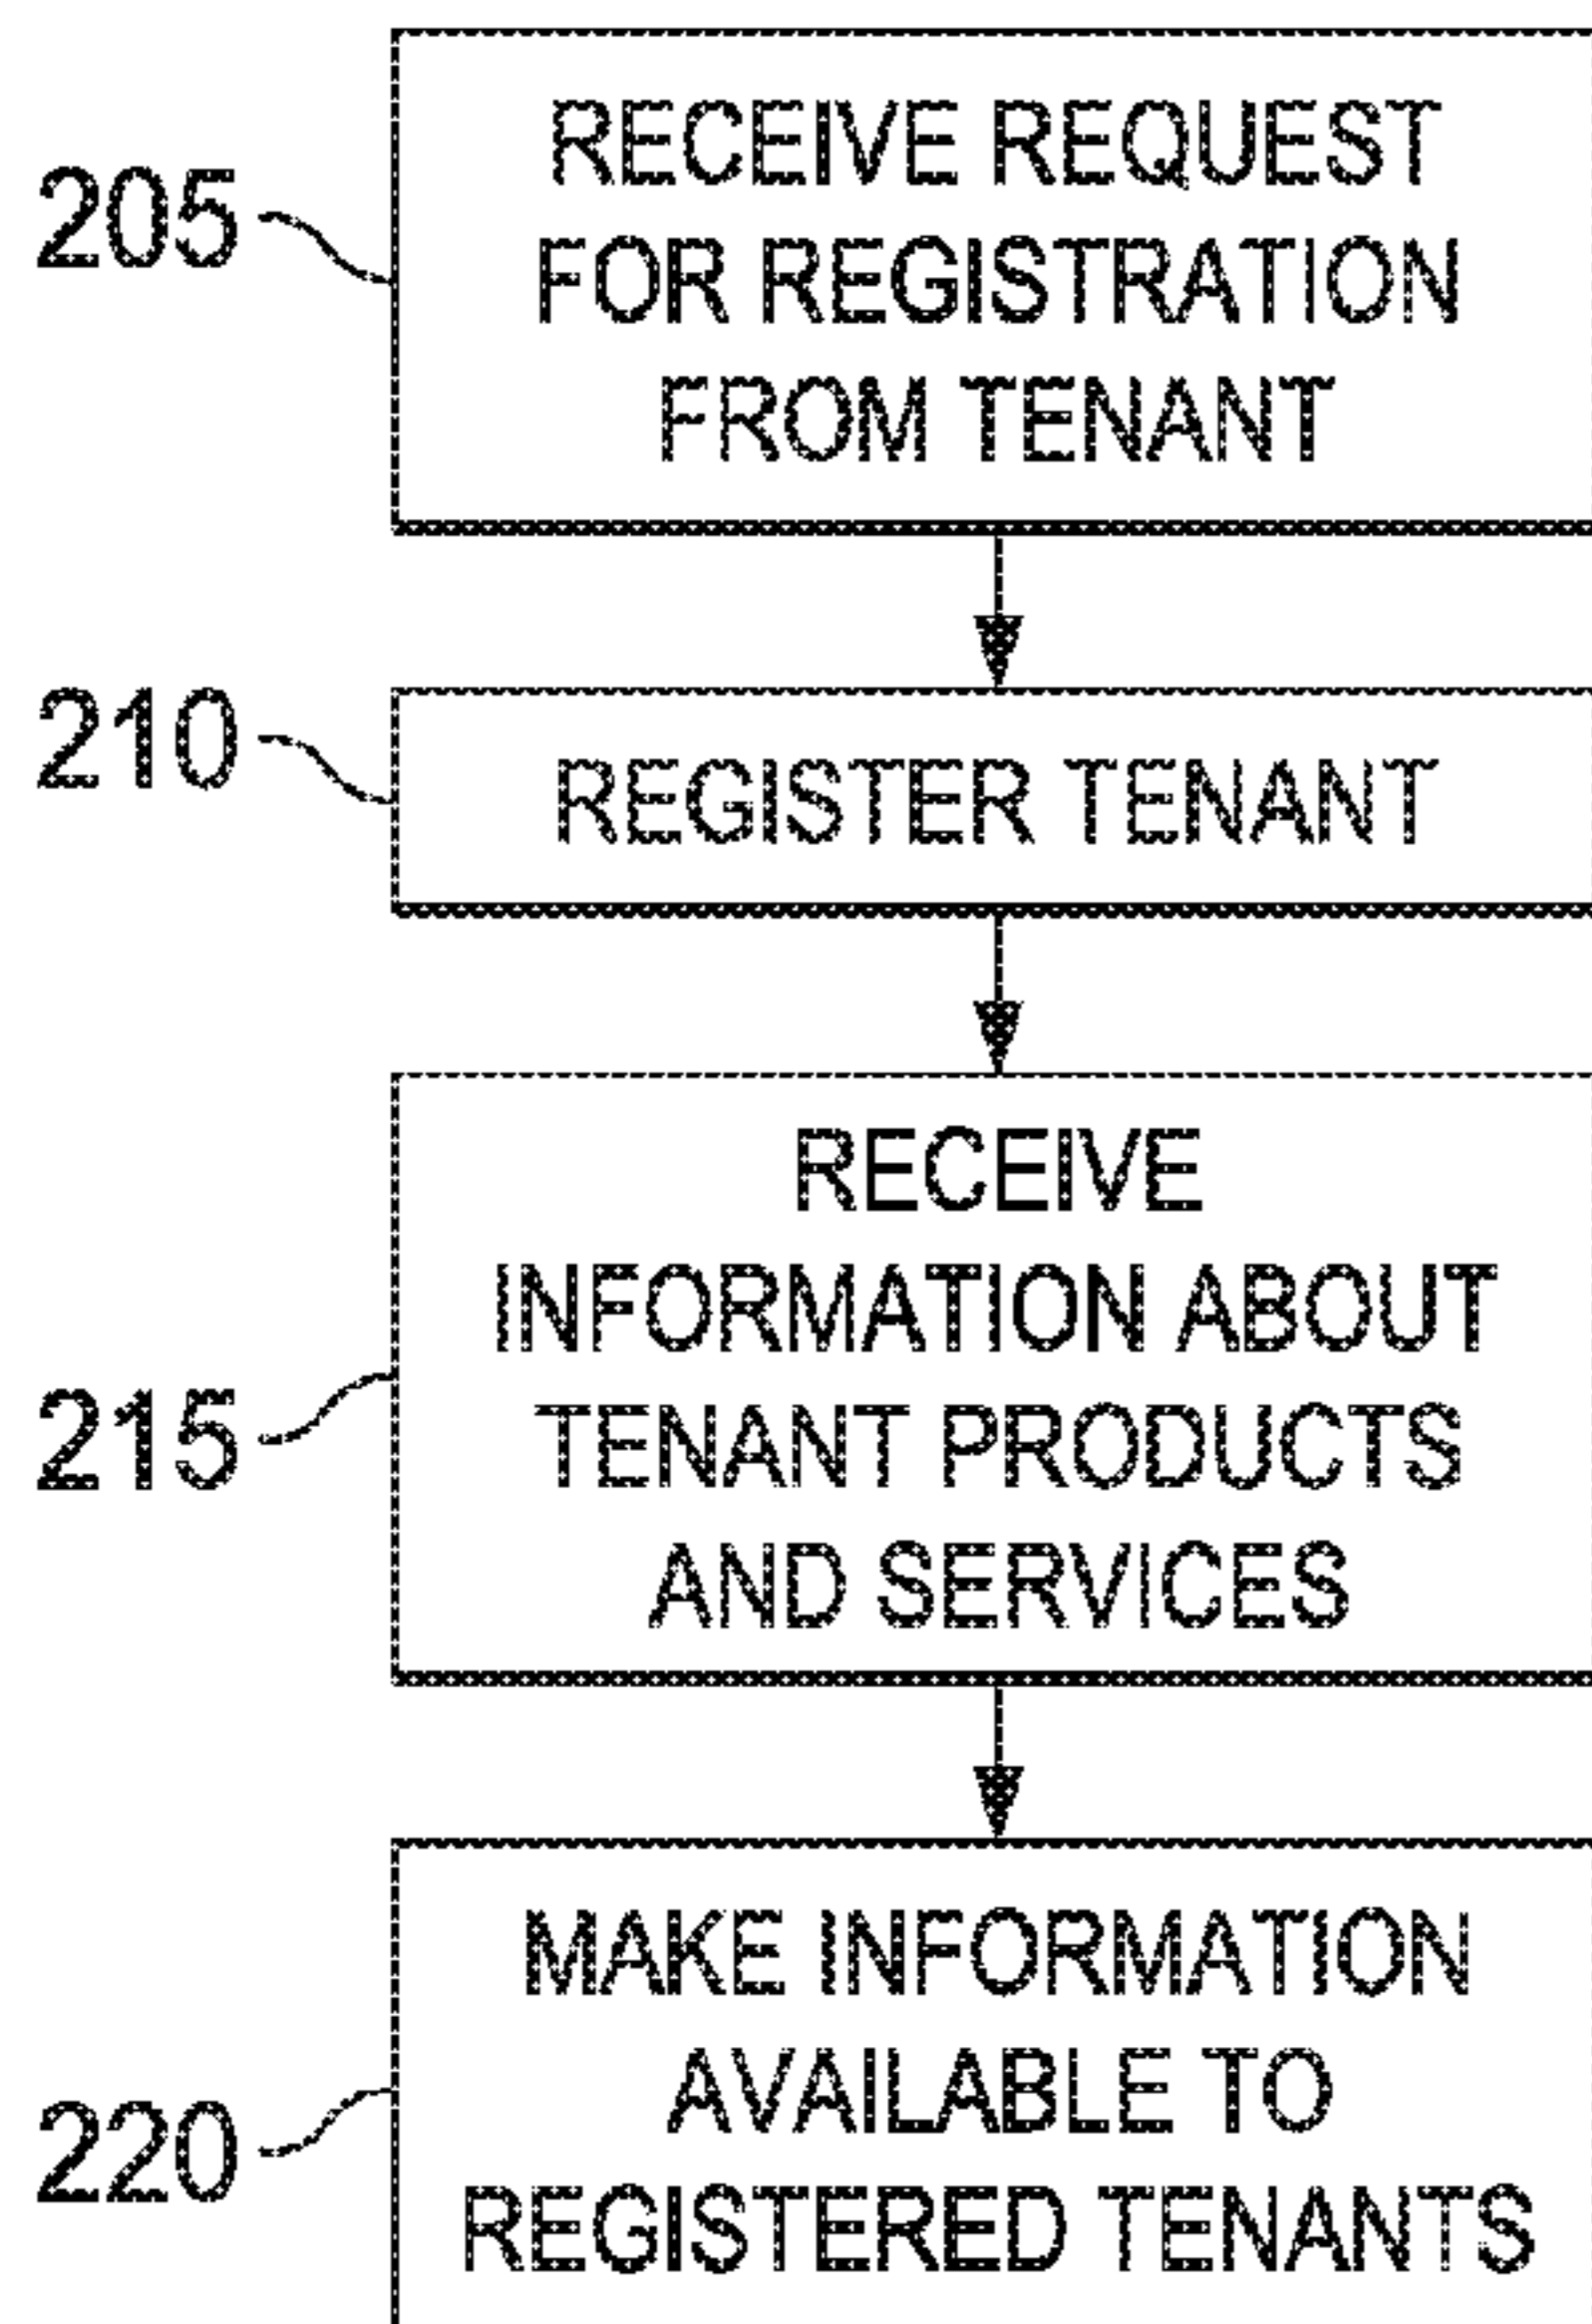 205
RECEIVE REQUEST
FOR REGISTRATION
FROM TENANT
210
REGISTER TENANT
215
RECEIVE
INFORMATION ABOUT
TENANT PRODUCTS
AND SERVICES
220
MAKE INFORMATION
AVAILABLE TO
REGISTERED TENANTS